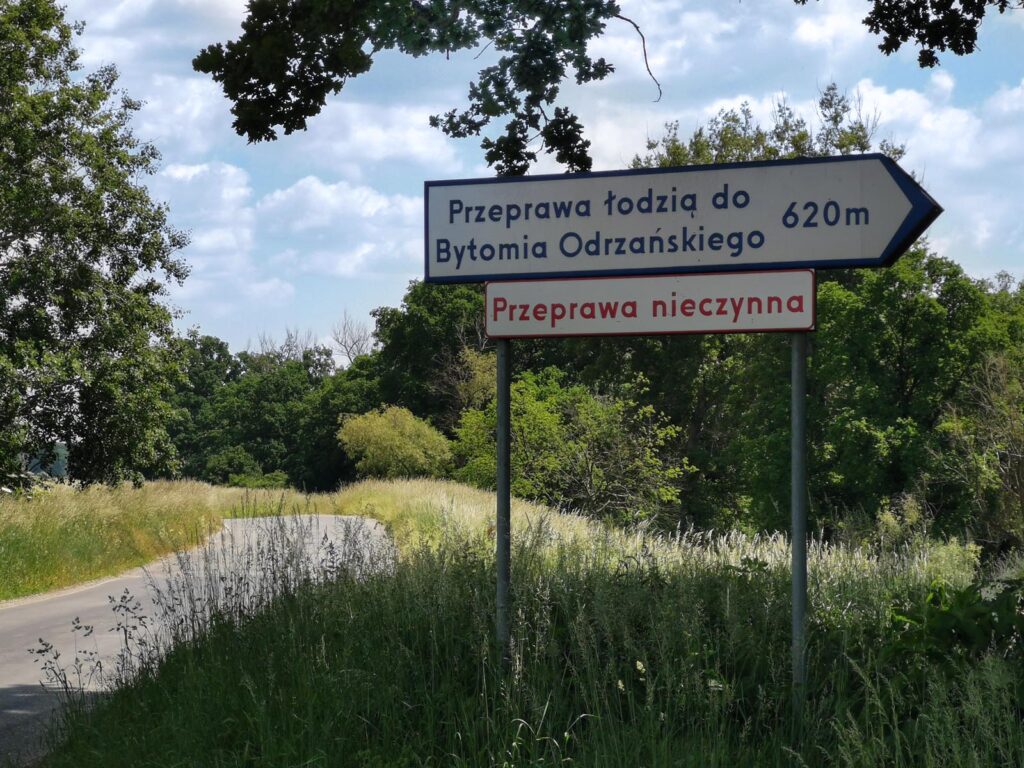 Przeprawa łodzią do
Bytomia Odrzańskiego
620m
Przeprawa nieczynna